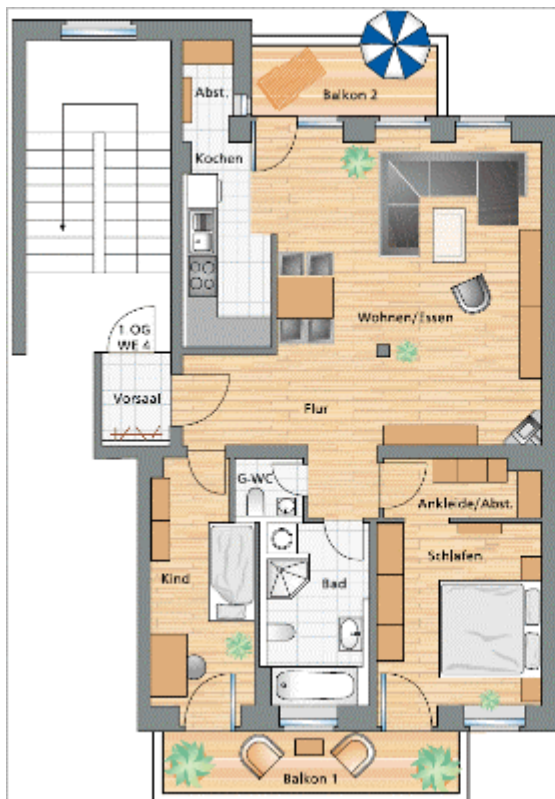 Abst.
Balkon 2
Kochen
Wohnen/Essen
1 OG
WE 4
Vorsaal
Flur
G-WC
Ankleide/Abst.
Schlafen
Kind
Bad
Balkon 1